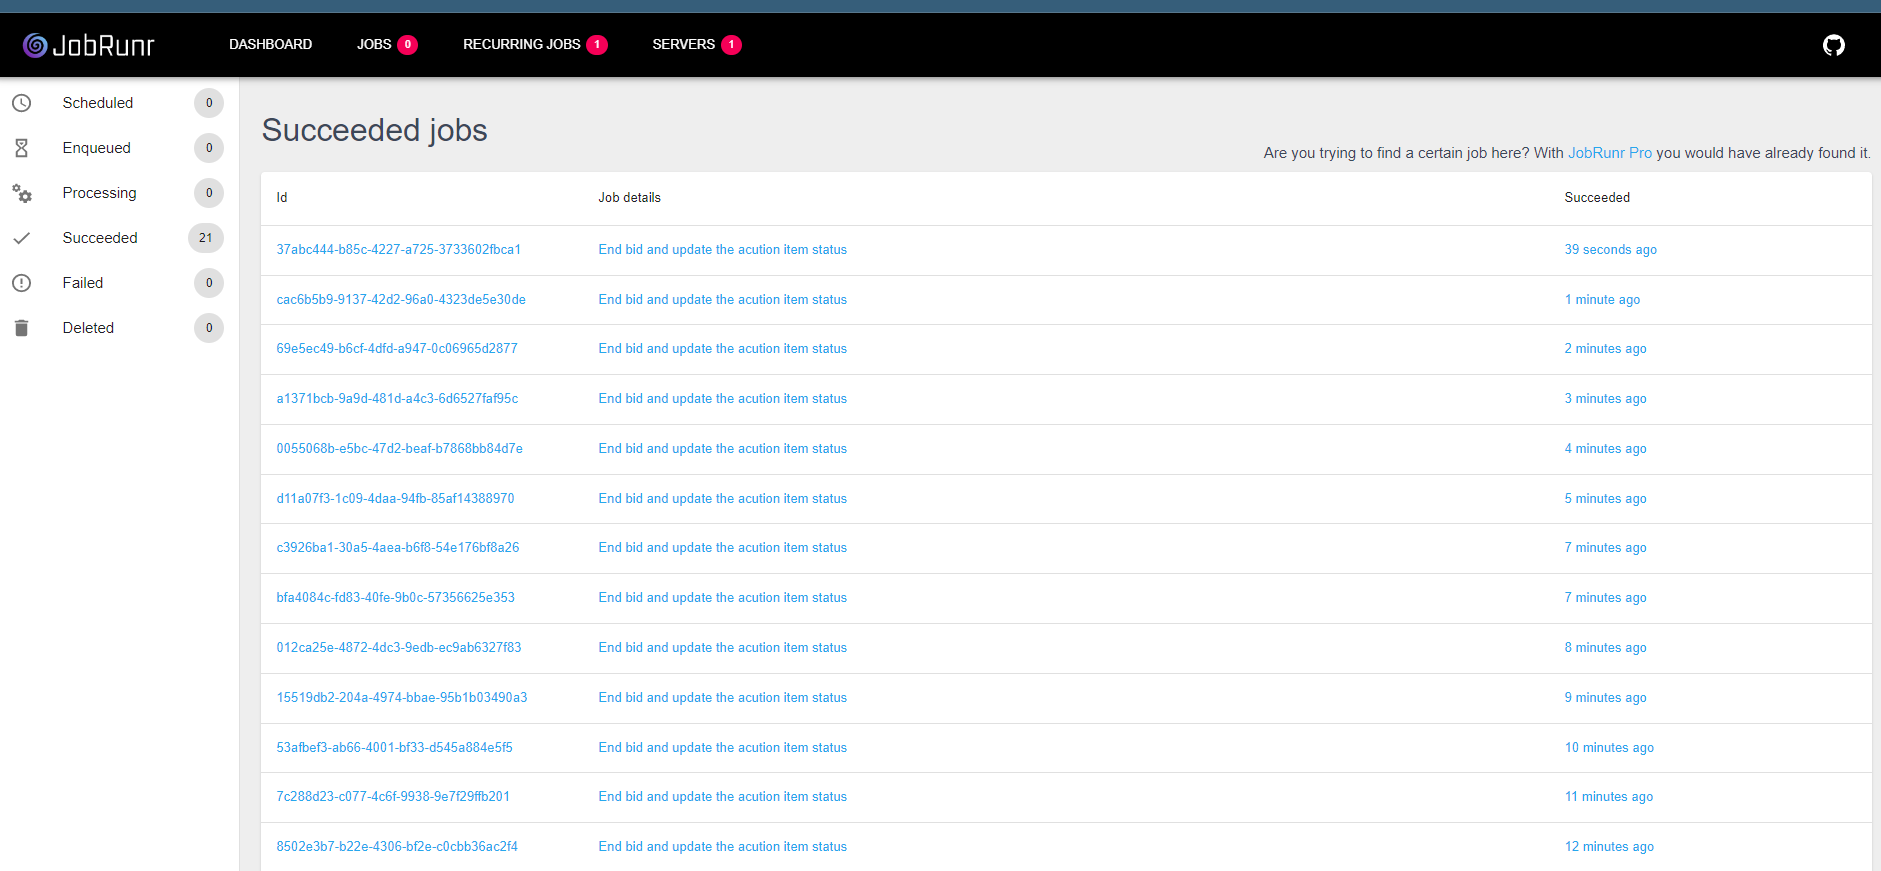 JobRunr DASHBOARD JOBS 0 RECURRING JOBS 1 SERVERS 1
Scheduled 0
Enqueued 0
Processing 0
Succeeded 21
Failed 0
Deleted 0
Succeeded jobs
Are you trying to find a certain job here? With JobRunr Pro you would have already found it.
Id Job details Succeeded
37abc444-b85c-4227-a725-3733602fbca1 End bid and update the acution item status 39 seconds ago
cac6b5b9-9137-42d2-96a0-4323de5e30de End bid and update the acution item status 1 minute ago
69e5ec49-b6cf-4dfd-a947-0c06965d2877 End bid and update the acution item status 2 minutes ago
a1371bcb-9a9d-481d-a4c3-6d6527faf95c End bid and update the acution item status 3 minutes ago
0055068b-e5bc-47d2-beaf-b7868bb84d7e End bid and update the acution item status 4 minutes ago
d11a07f3-1c09-4daa-94fb-85af14388970 End bid and update the acution item status 5 minutes ago
c3926ba1-30a5-4aea-b6f8-54e176bf8a26 End bid and update the acution item status 7 minutes ago
bfa4084c-fd83-40fe-9b0c-57356625e353 End bid and update the acution item status 7 minutes ago
012ca25e-4872-4dc3-9edb-ec9ab6327f83 End bid and update the acution item status 8 minutes ago
15519db2-204a-4974-bbae-95b1b03490a3 End bid and update the acution item status 9 minutes ago
53afbef3-ab66-4001-bf33-d545a884e5f5 End bid and update the acution item status 10 minutes ago
7c288d23-c077-4c6f-9938-9e7f29ffb201 End bid and update the acution item status 11 minutes ago
8502e3b7-b22e-4306-bf2e-c0cbb36ac2f4 End bid and update the acution item status 12 minutes ago